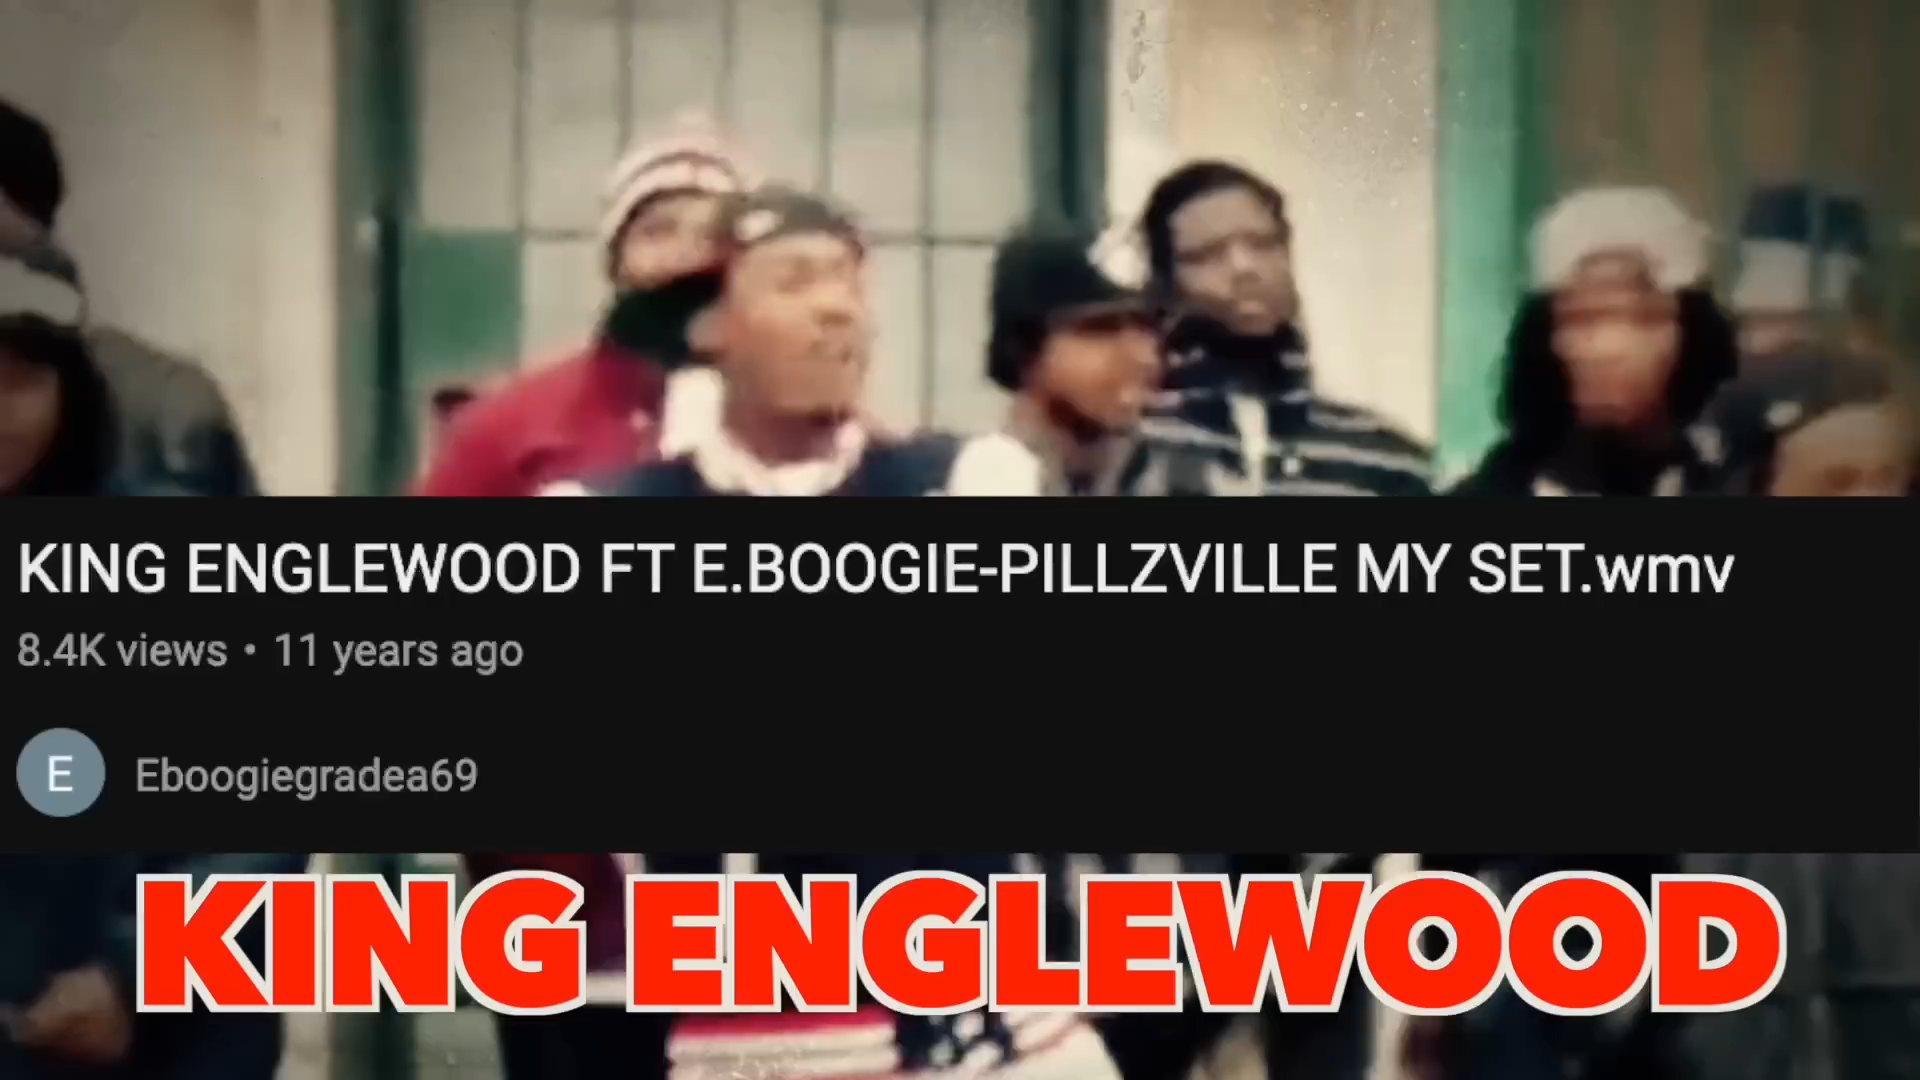 KING ENGLEWOOD FT E.BOOGIE-PILLZVILLE MY SET.wmv
8.4K views • 11 years ago
E
Eboogiegradea69
KING ENGLEWOOD